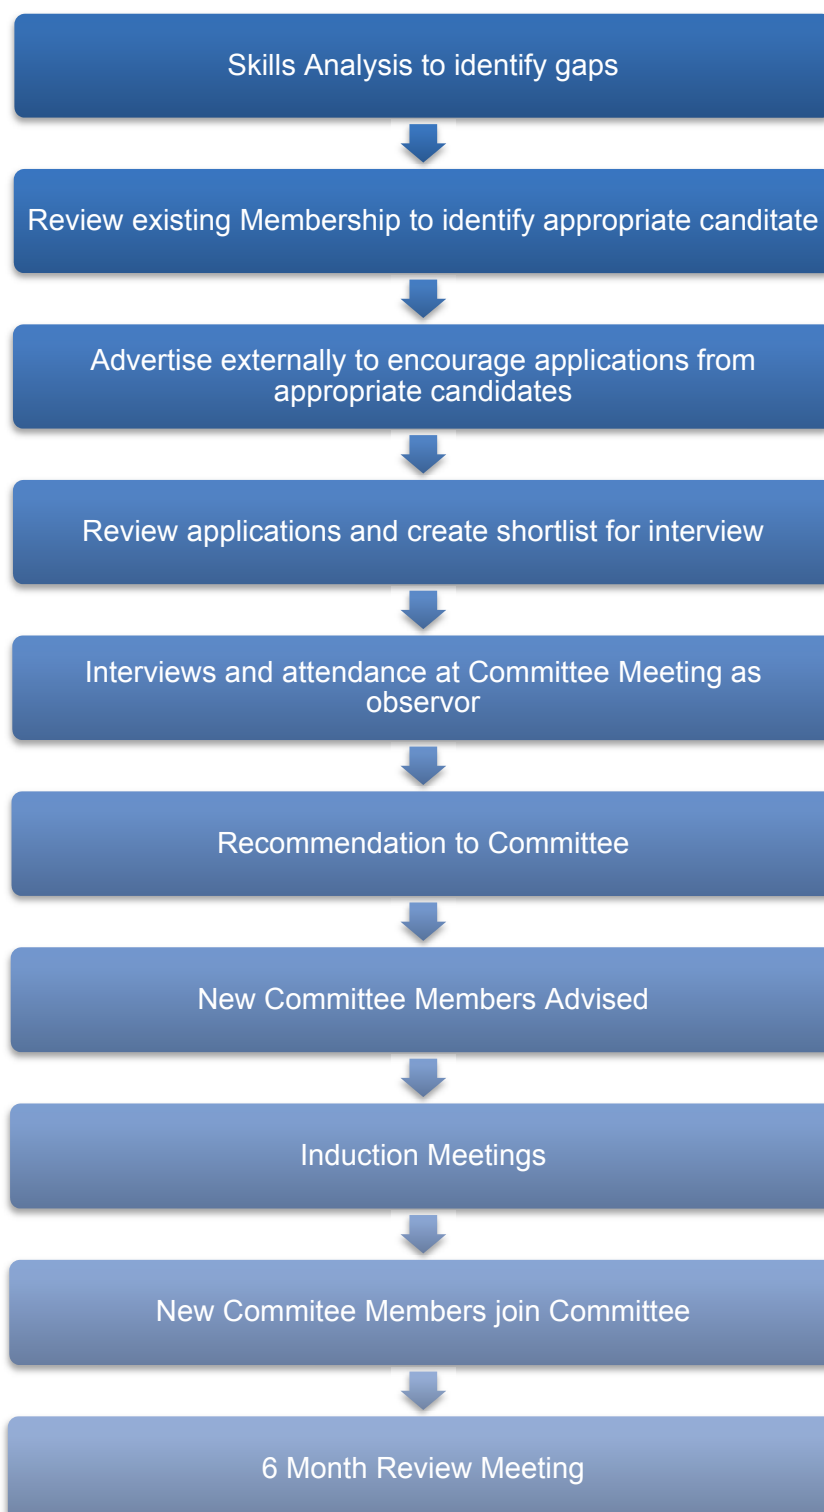 Skills Analysis to identify gaps
Review existing Membership to identify appropriate canditate
Advertise externally to encourage applications from
appropriate candidates
Review applications and create shortlist for interview
Interviews and attendance at Committee Meeting as
observor
Recommendation to Committee
New Committee Members Advised
Induction Meetings
New Commitee Members join Committee
6 Month Review Meeting